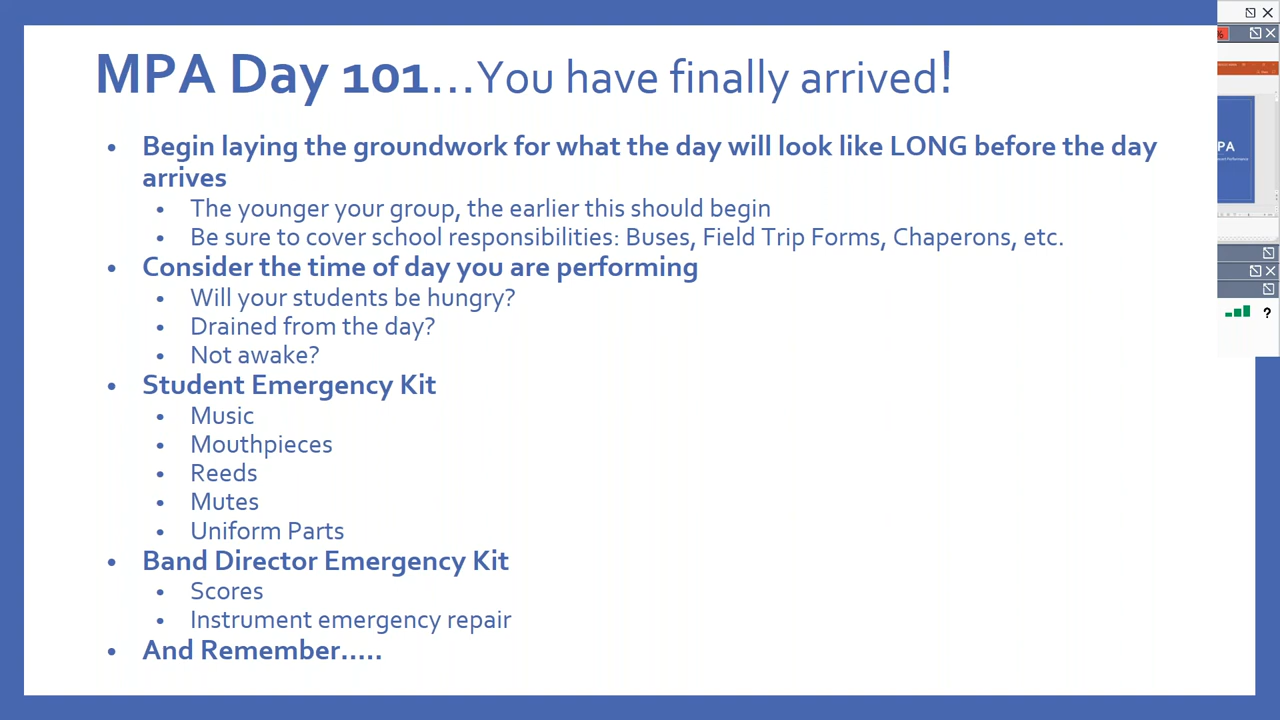 MPA Day 101...You have finally arrived!
• Begin laying the groundwork for what the day will look like LONG before the day
arrives
• The younger your group, the earlier this should begin
• Be sure to cover school responsibilities: Buses, Field Trip Forms, Chaperons, etc.
• Consider the time of day you are performing
• Will your students be hungry?
• Drained from the day?
• Not awake?
• Student Emergency Kit
• Music
• Mouthpieces
• Reeds
• Mutes
• Uniform Parts
• Band Director Emergency Kit
• Scores
• Instrument emergency repair
• And Remember.....
%
PA
?